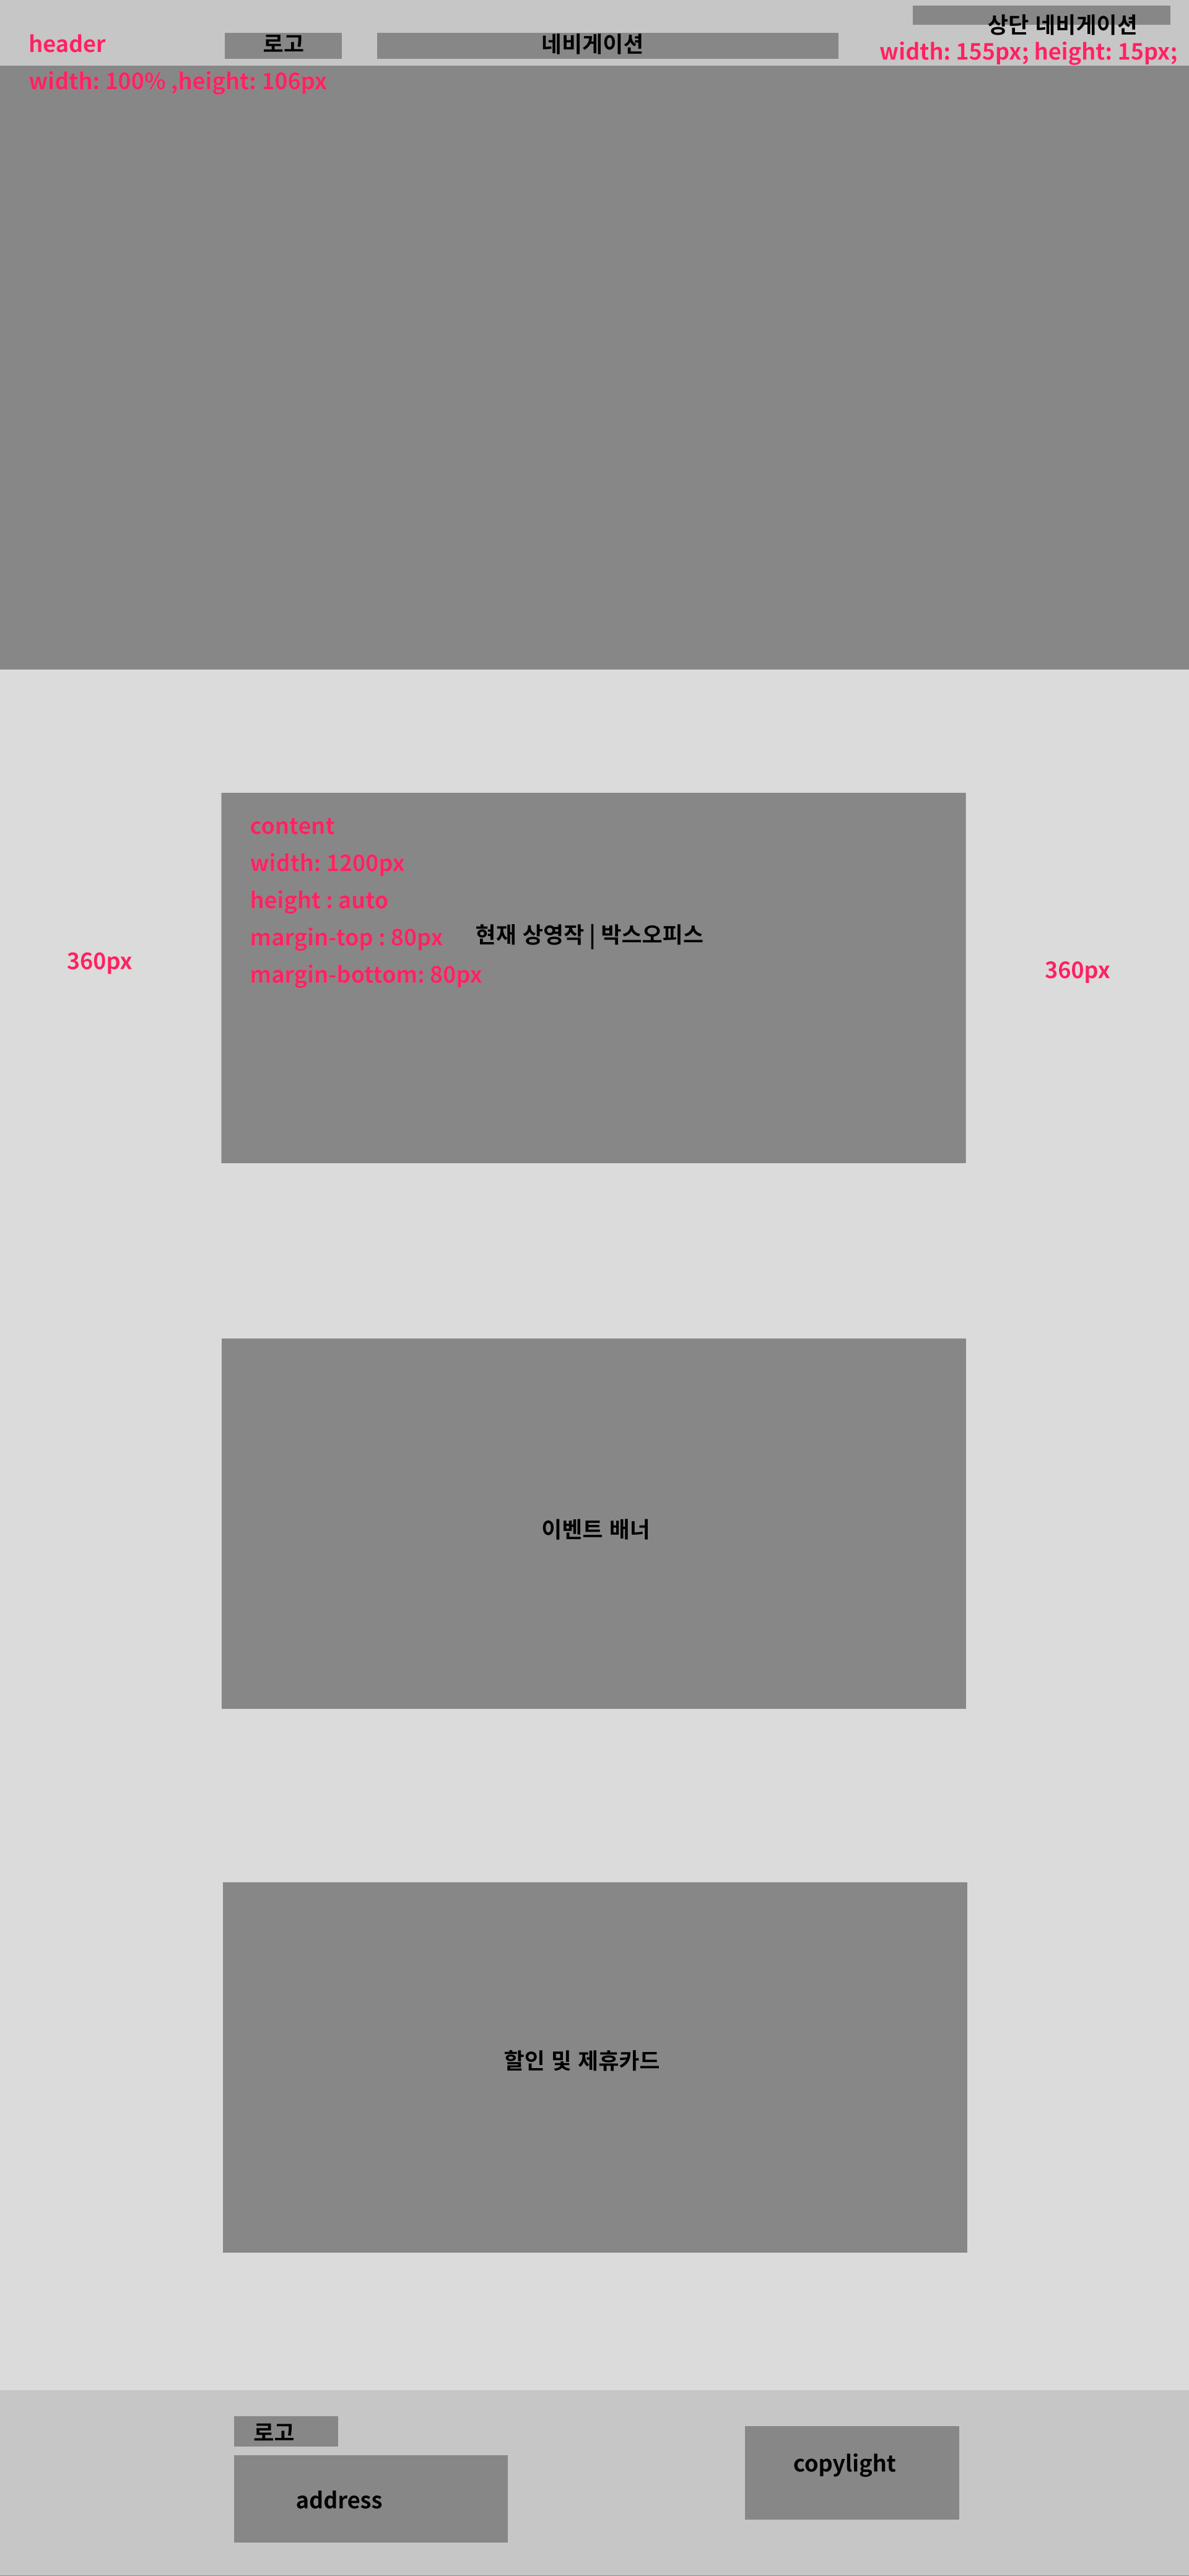 상단 네비게이션
header
로고
네비게이션
width: 155px; height: 15px;
width: 100% ,height: 106px
content
width: 1200px
height : auto
margin-top : 80px
현재 상영작 | 박스오피스
margin-bottom: 80px
360px
360px
이벤트 배너
할인 및 제휴카드
로고
address
copylight